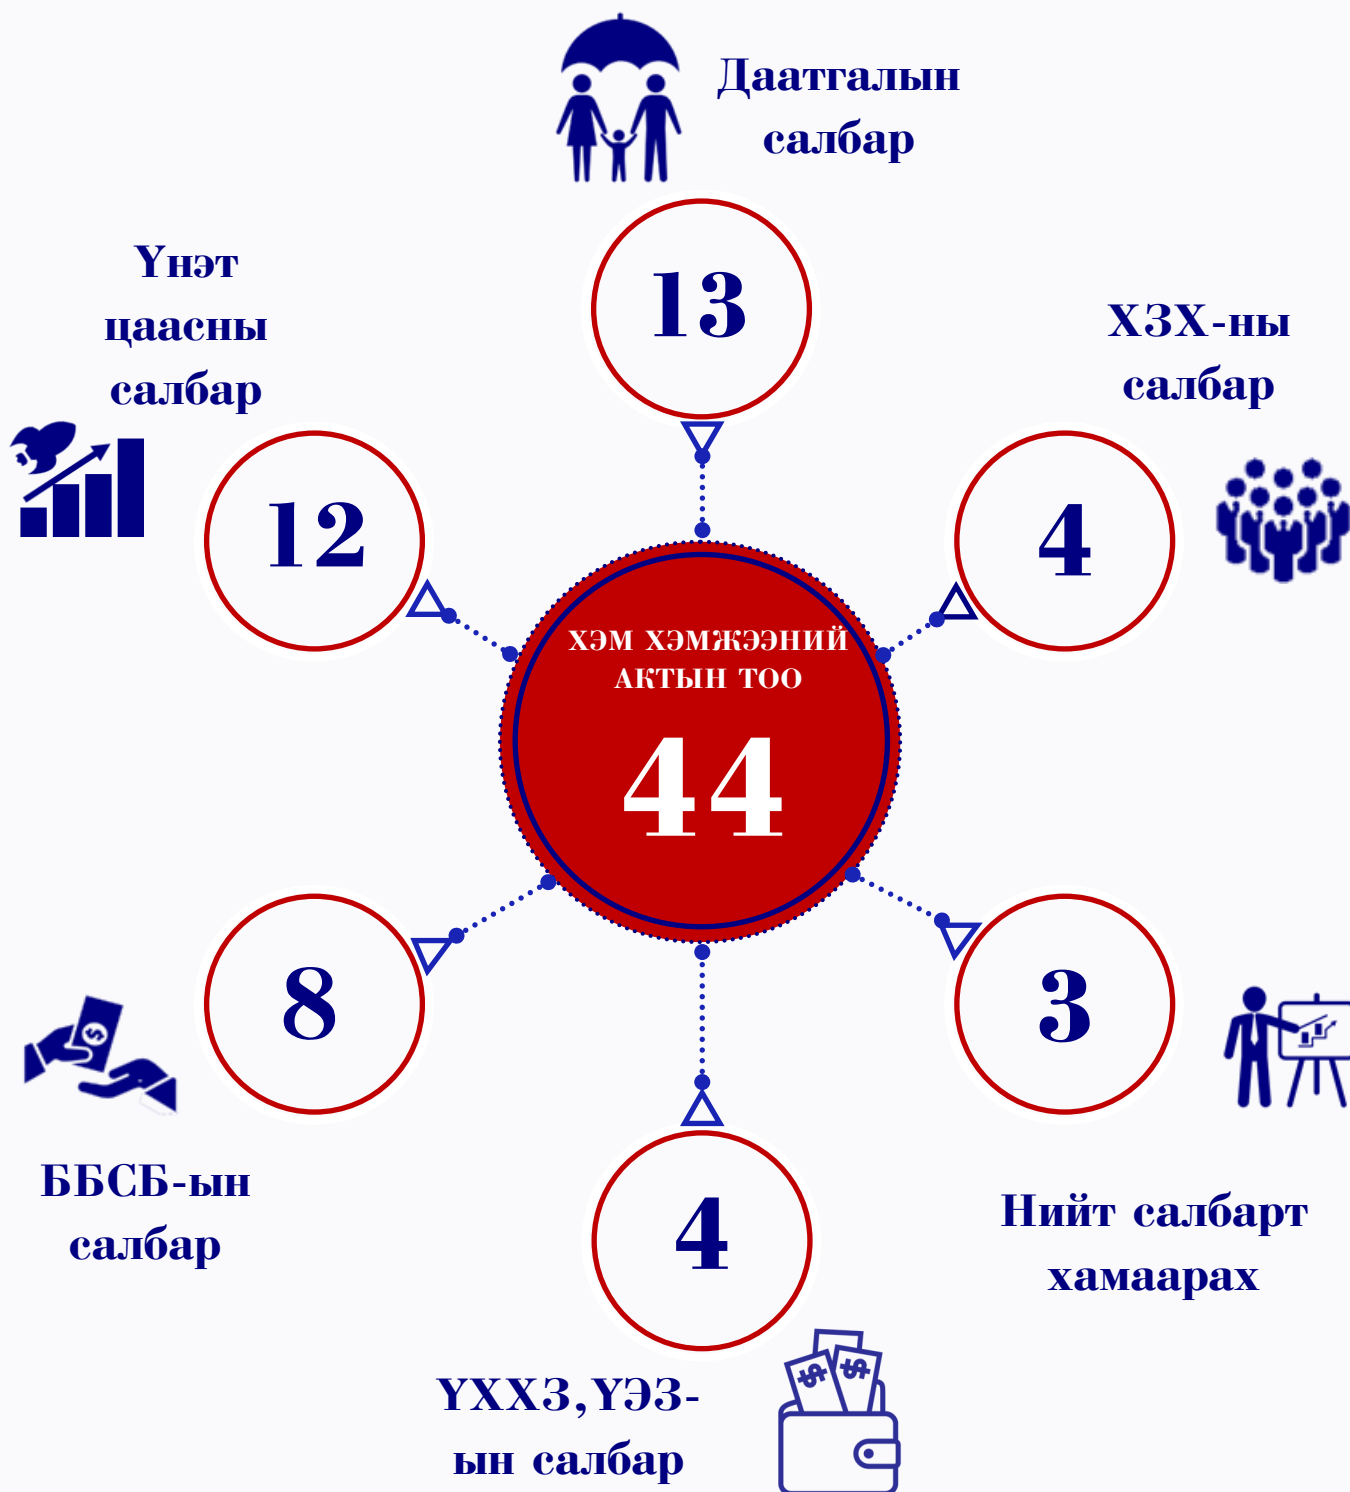 Даатгалын
салбар
13
Үнэт
цаасны
салбар
12
ХЗХ-ны
салбар
4
ХЭМ ХЭМЖЭЭНИЙ
АКТЫН ТОО
44
8
ББСБ-ын
салбар
3
Нийт салбарт
хамаарах
4
ҮХХЗ,ҮЭЗ-
ын салбар